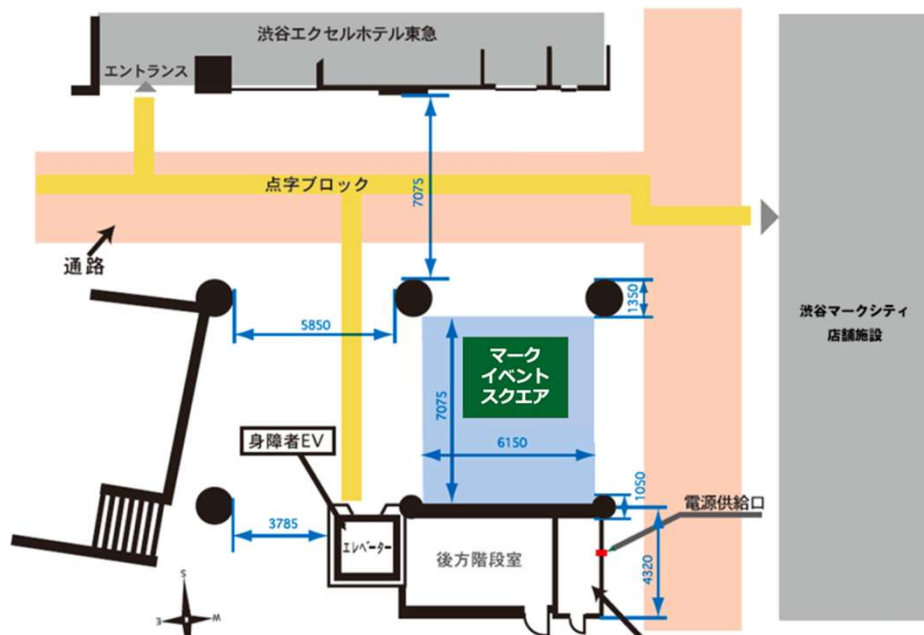 渋谷エクセルホテル東急
エントランス
点字ブロック
7075
通路
5850
1350
渋谷マークシティ
店舗施設
マーク
イベント
スクエア
7075
6150
身障者EV
1050
電源供給口
3785
エレベーター
後方階段室
4320
S
E
W